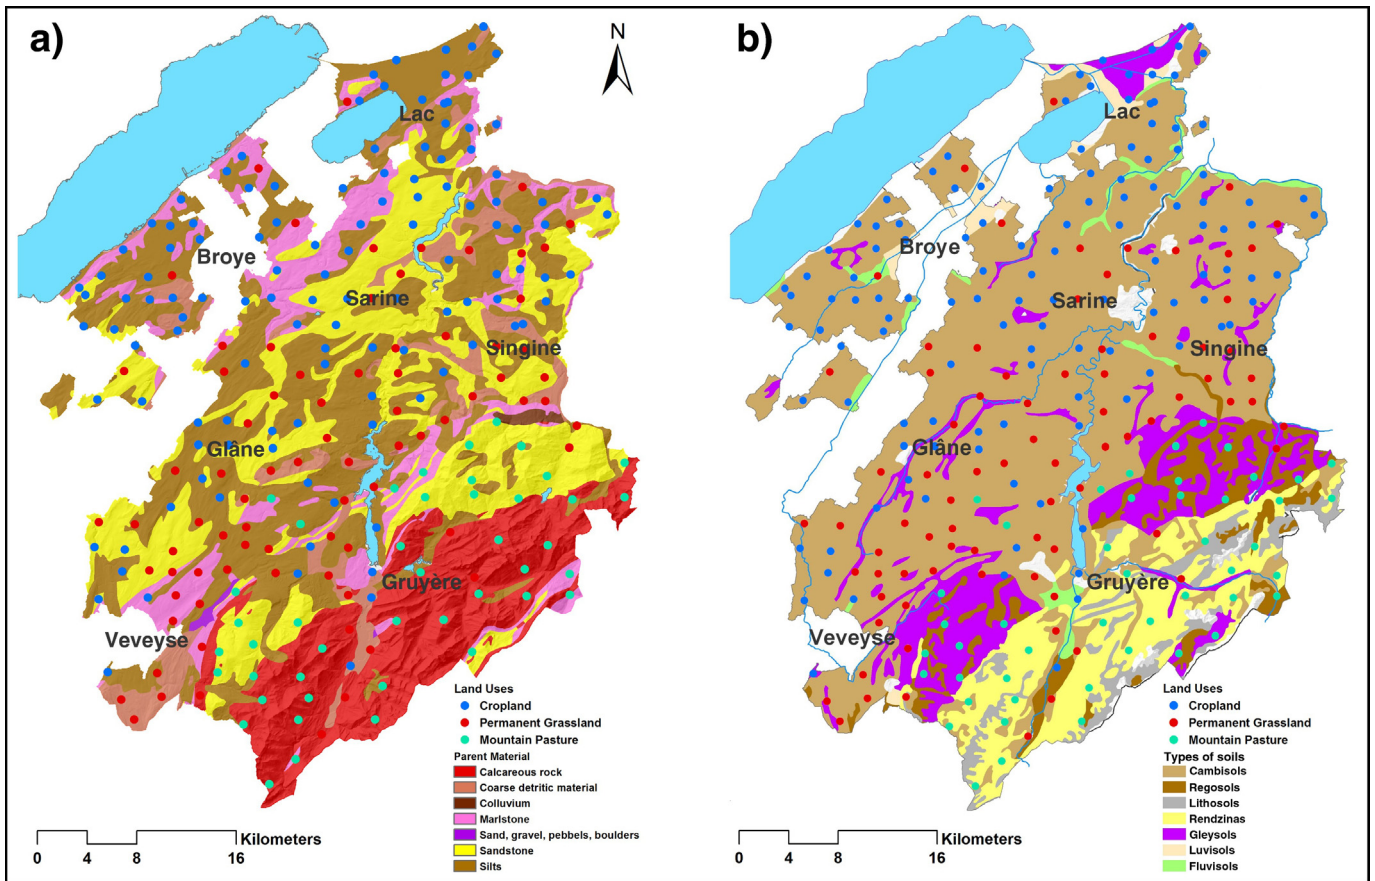 a)
N
Lac
Broye
Sarine
Singine
Glâne
Gruyère
Veveyse
Land Uses
Cropland
Permanent Grassland
Mountain Pasture
Parent Material
Calcareous rock
Coarse detritic material
Colluvium
Marlstone
Sand, gravel, pebbels, boulders
Sandstone
Silts
Kilometers
0 4 8 16
b)
Lac
Broye
Sarine
Singine
Glâne
Gruyère
Veveyse
Land Uses
Cropland
Permanent Grassland
Mountain Pasture
Types of soils
Cambisols
Regosols
Lithosols
Rendzinas
Gleysols
Luvisols
Fluvisols
Kilometers
0 4 8 16